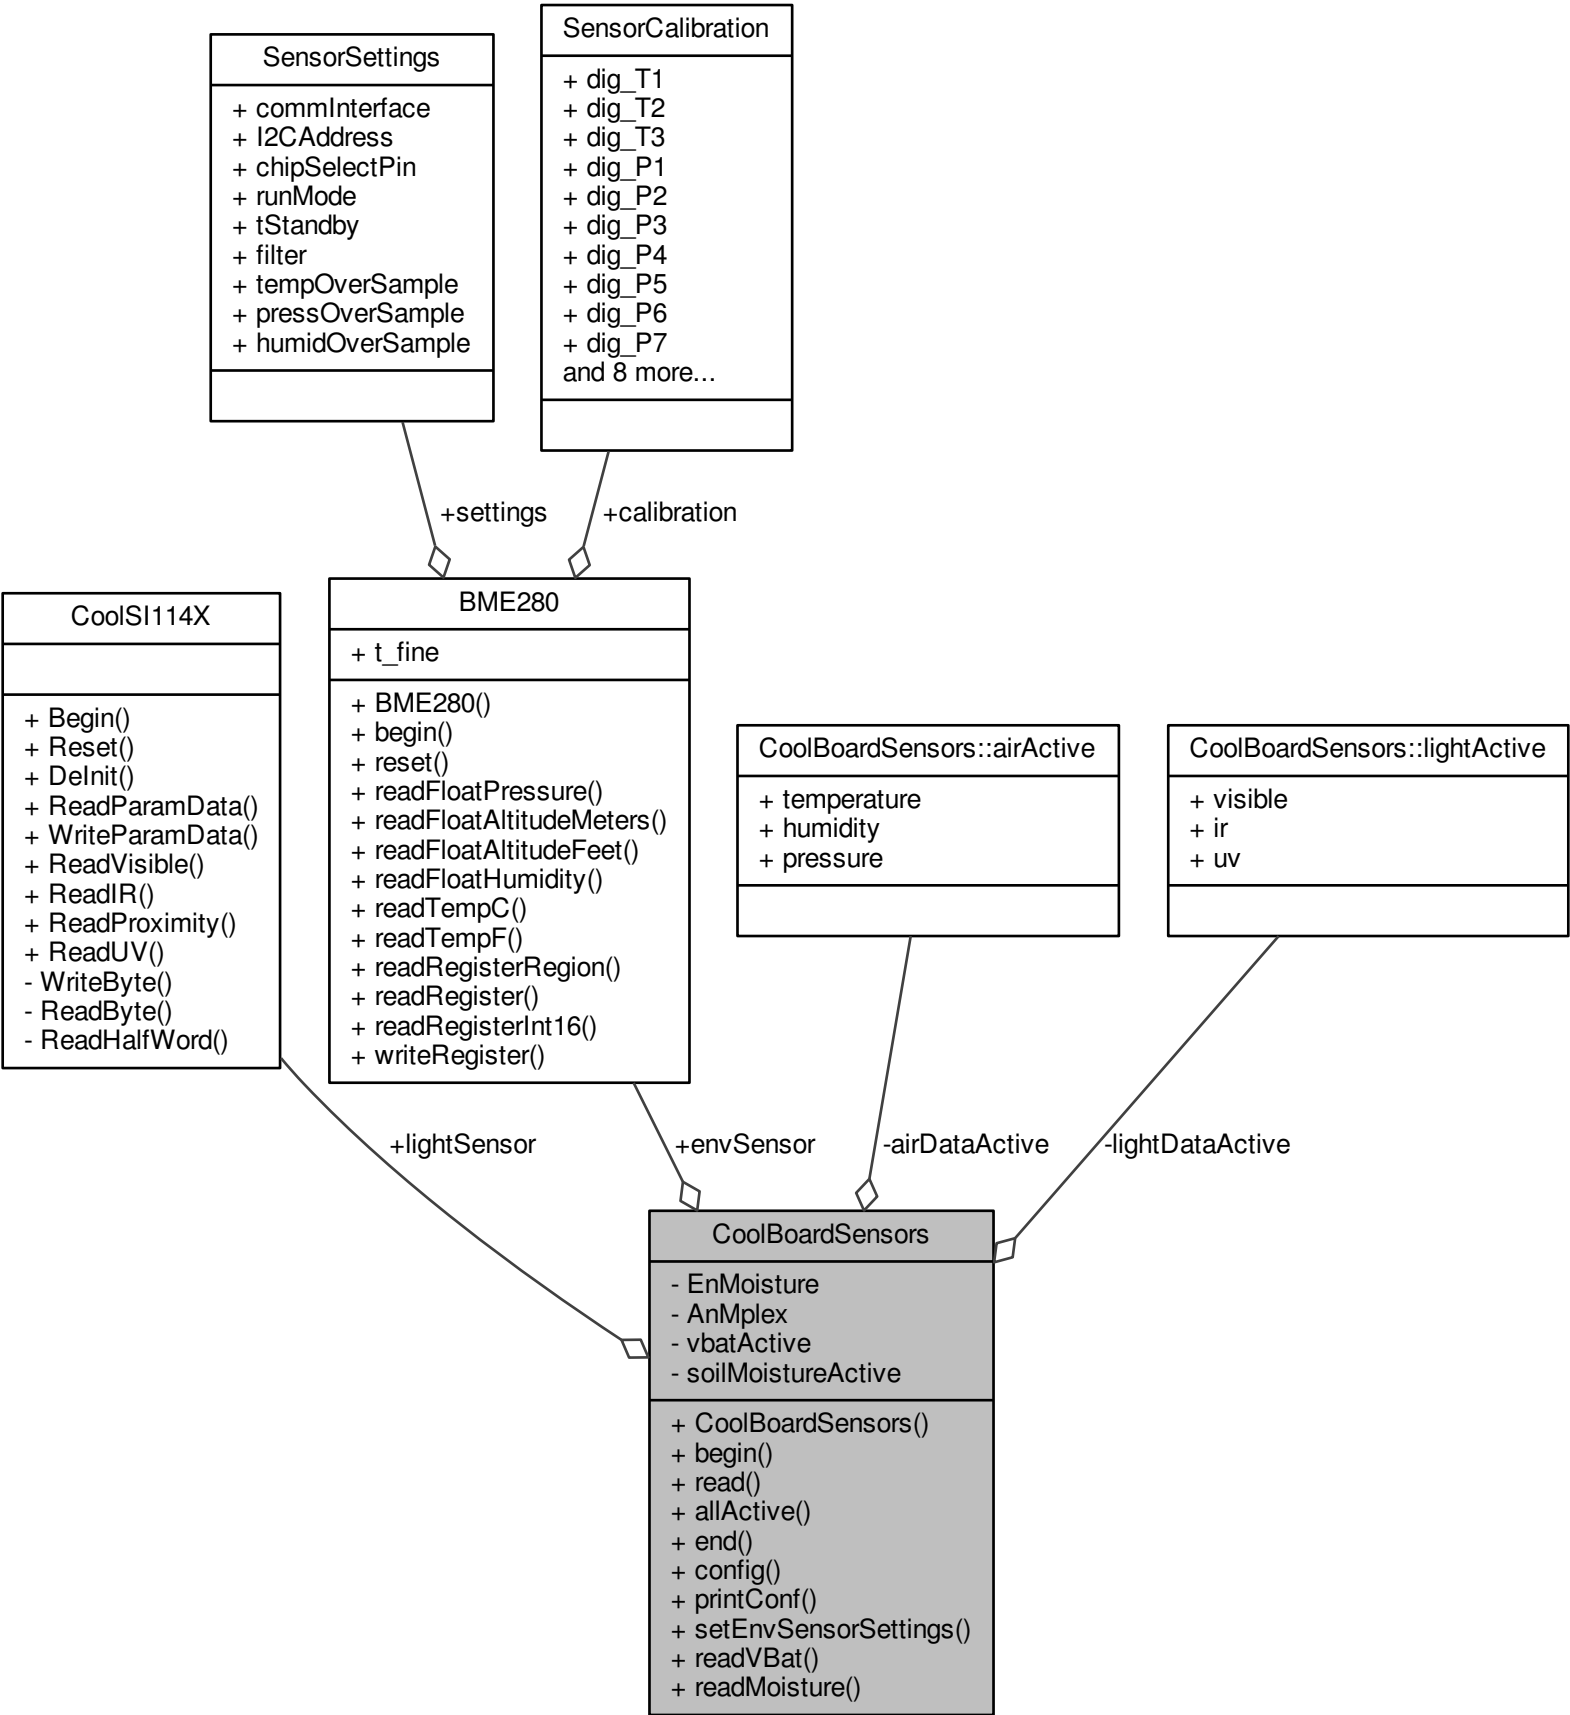 SensorSettings
+ commInterface
+ I2CAddress
+ chipSelectPin
+ runMode
+ tStandby
+ filter
+ tempOverSample
+ pressOverSample
+ humidOverSample
SensorCalibration
+ dig_T1
+ dig_T2
+ dig_T3
+ dig_P1
+ dig_P2
+ dig_P3
+ dig_P4
+ dig_P5
+ dig_P6
+ dig_P7
and 8 more...
+settings
+calibration
CoolSI114X
+ Begin()
+ Reset()
+ DeInit()
+ ReadParamData()
+ WriteParamData()
+ ReadVisible()
+ ReadIR()
+ ReadProximity()
+ ReadUV()
- WriteByte()
- ReadByte()
- ReadHalfWord()
BME280
+ t_fine
+ BME280()
+ begin()
+ reset()
+ readFloatPressure()
+ readFloatAltitudeMeters()
+ readFloatAltitudeFeet()
+ readFloatHumidity()
+ readTempC()
+ readTempF()
+ readRegisterRegion()
+ readRegister()
+ readRegisterInt16()
+ writeRegister()
CoolBoardSensors::airActive
+ temperature
+ humidity
+ pressure
CoolBoardSensors::lightActive
+ visible
+ ir
+ uv
+lightSensor
+envSensor
-airDataActive
-lightDataActive
CoolBoardSensors
- EnMoisture
- AnMplex
- vbatActive
- soilMoistureActive
+ CoolBoardSensors()
+ begin()
+ read()
+ allActive()
+ end()
+ config()
+ printConf()
+ setEnvSensorSettings()
+ readVBat()
+ readMoisture()